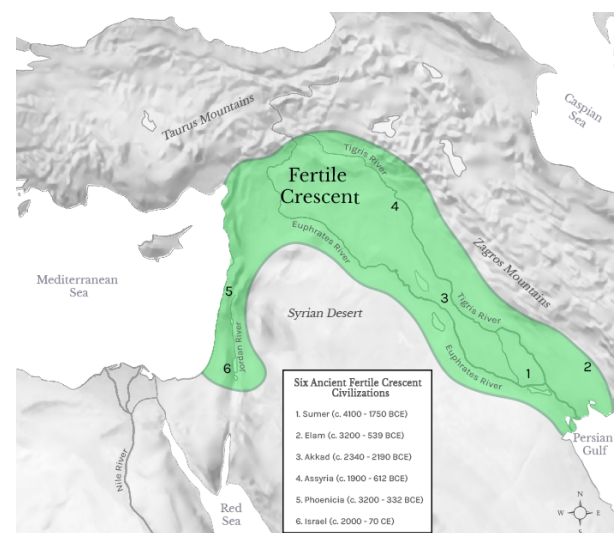 Caspian
Sea
Taurus Mountains
Tigris River
Fertile
Crescent
4
Euphrates River
Zagros Mountains
Mediterranean
Sea
5
3
Tigris River
Syrian Desert
Jordan River
Euphrates River
6
1
2
Six Ancient Fertile Crescent
Civilizations
1. Sumer (c. 4100 - 1750 BCE)
2. Elam (c. 3200 - 539 BCE)
3. Akkad (c. 2340 - 2190 BCE)
4. Assyria (c. 1900 - 612 BCE)
5. Phoenicia (c. 3200 - 332 BCE)
6. Israel (c. 2000 - 70 CE)
Persian
Gulf
Nile River
Red
Sea
N
W
E
S